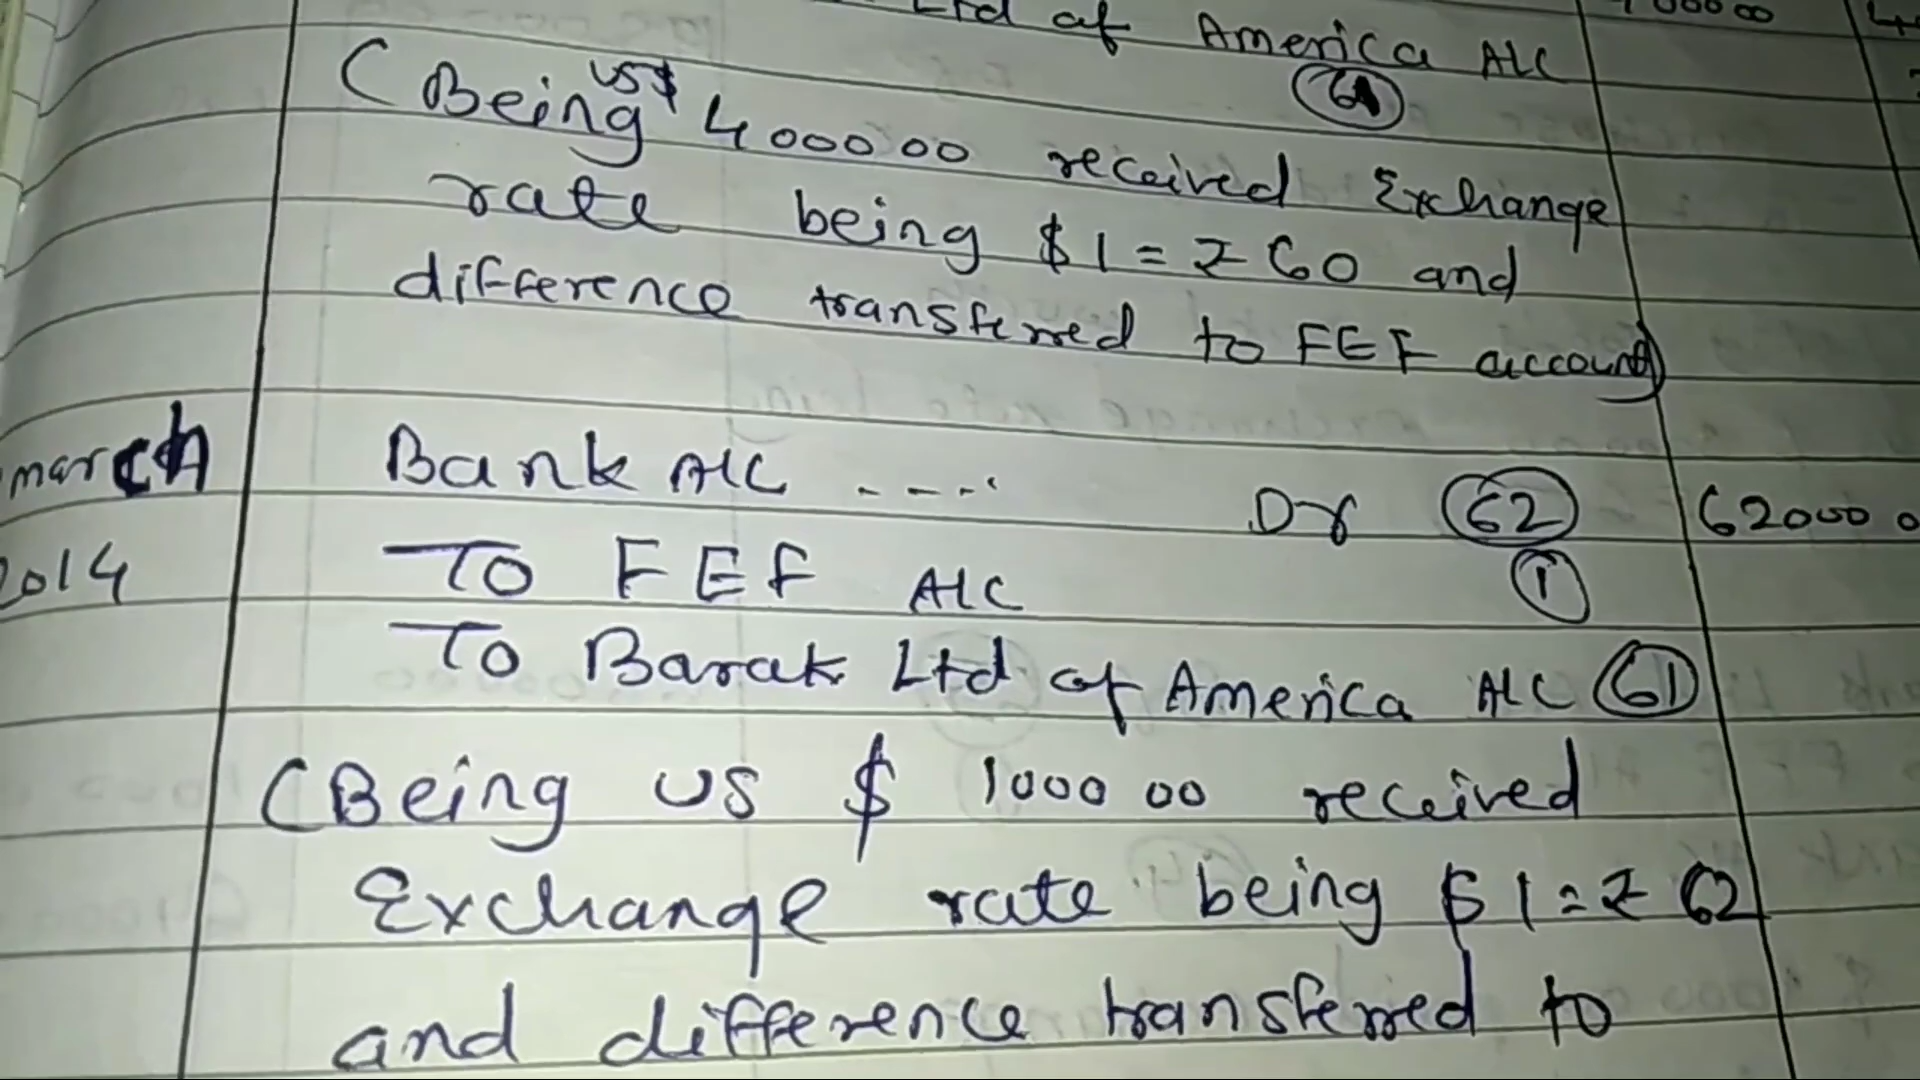 Ltd of America A/C
(Being US$ 400000 received Exchange
rate being $1 = ₹ 60 and
difference transferred to FEF account)
march Bank A/C .... Dr 62 62000 0
2014 To FEF A/C 1
To Barak Ltd of America A/C 61
(Being US $ 100000 received
Exchange rate being $1 = ₹ 62
and difference transferred to